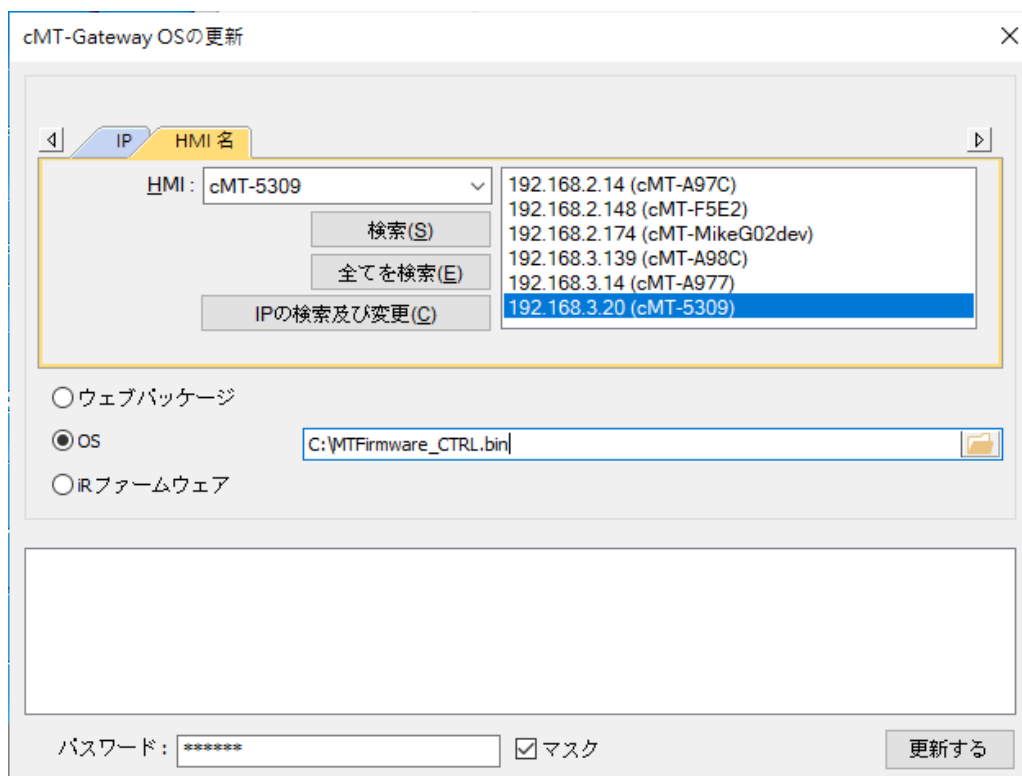 cMT-Gateway OSの更新
IP
HMI 名
HMI : cMT-5309
検索(S)
全てを検索(E)
IPの検索及び変更(C)
192.168.2.14 (cMT-A97C)
192.168.2.148 (cMT-F5E2)
192.168.2.174 (cMT-MikeG02dev)
192.168.3.139 (cMT-A98C)
192.168.3.14 (cMT-A977)
192.168.3.20 (cMT-5309)
ウェブパッケージ
OS C:\MTFirmware_CTRL.bin
iRファームウェア
パスワード : ****** マスク 更新する